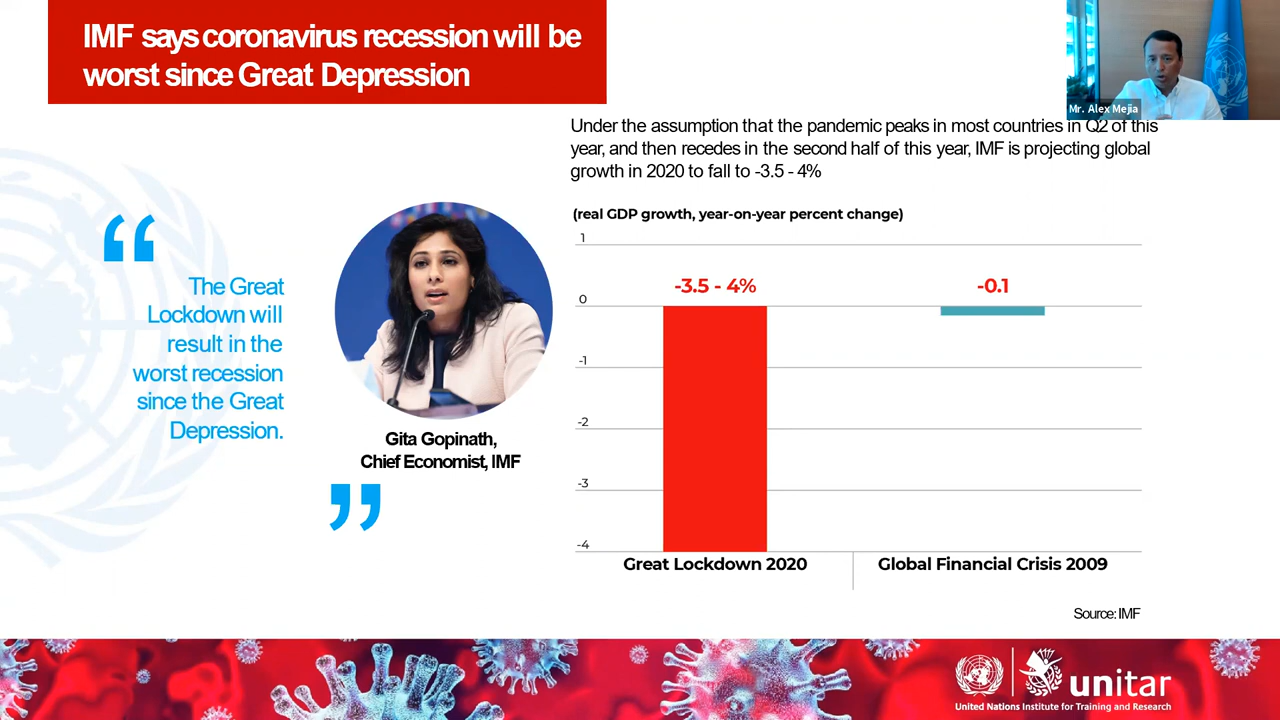 IMF says coronavirus recession will be
worst since Great Depression
Mr. Alex Mejia
Under the assumption that the pandemic peaks in most countries in Q2 of this
year, and then recedes in the second half of this year, IMF is projecting global
growth in 2020 to fall to -3.5 - 4%
“
The Great
Lockdown will
result in the
worst recession
since the Great
Depression.
Gita Gopinath,
Chief Economist, IMF
”
(real GDP growth, year-on-year percent change)
1
0
-1
-2
-3
-4
-3.5 - 4%
-0.1
Great Lockdown 2020
Global Financial Crisis 2009
Source: IMF
unitar
United Nations Institute for Training and Research